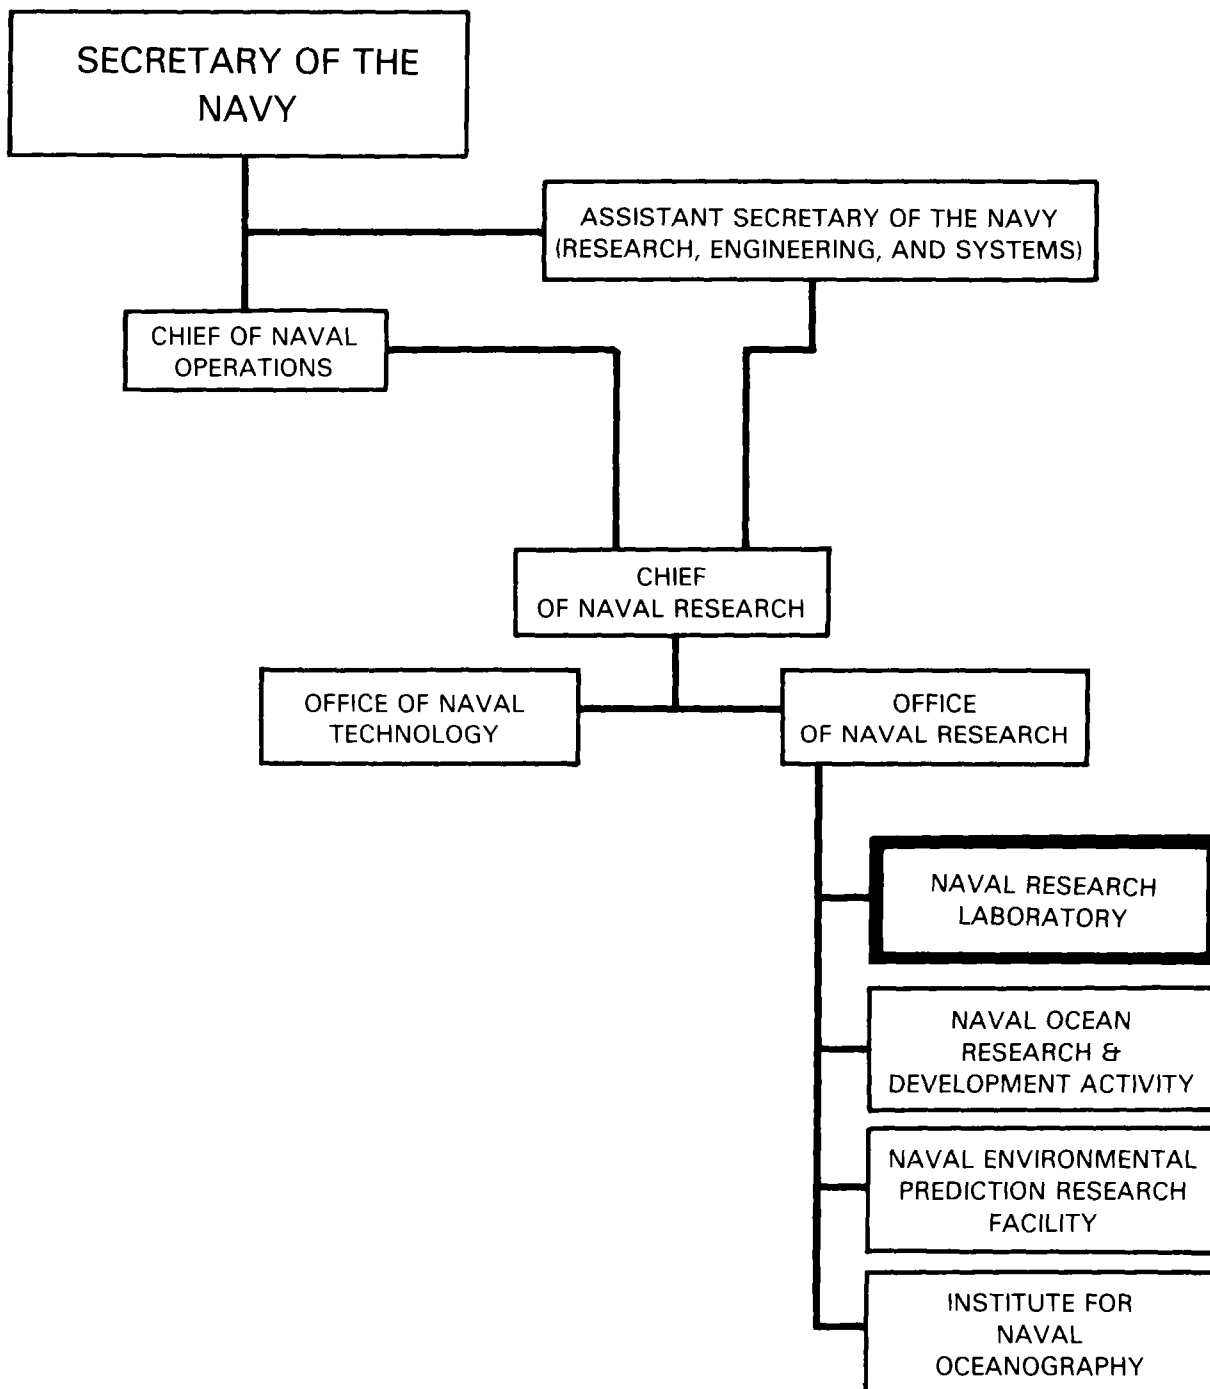 SECRETARY OF THE
NAVY
ASSISTANT SECRETARY OF THE NAVY
(RESEARCH, ENGINEERING, AND SYSTEMS)
CHIEF OF NAVAL
OPERATIONS
CHIEF
OF NAVAL RESEARCH
OFFICE OF NAVAL
TECHNOLOGY
OFFICE
OF NAVAL RESEARCH
NAVAL RESEARCH
LABORATORY
NAVAL OCEAN
RESEARCH &
DEVELOPMENT ACTIVITY
NAVAL ENVIRONMENTAL
PREDICTION RESEARCH
FACILITY
INSTITUTE FOR
NAVAL
OCEANOGRAPHY